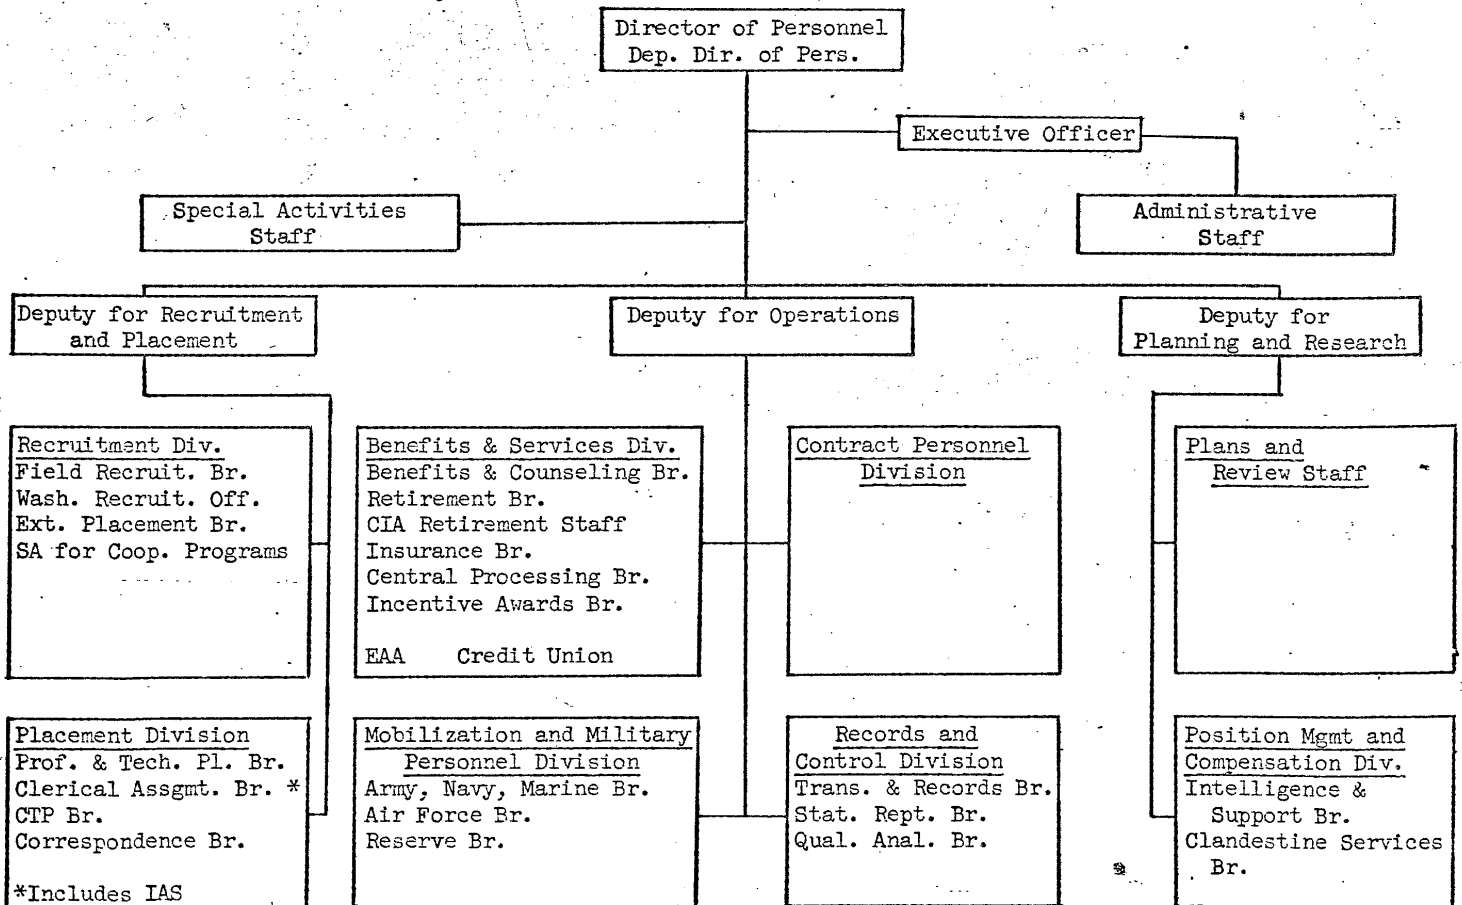 Director of Personnel
Dep. Dir. of Pers.
Executive Officer
Special Activities
Staff
Administrative
Staff
Deputy for Recruitment
and Placement
Deputy for Operations
Deputy for
Planning and Research
Recruitment Div.
Field Recruit. Br.
Wash. Recruit. Off.
Ext. Placement Br.
SA for Coop. Programs
Benefits & Services Div.
Benefits & Counseling Br.
Retirement Br.
CIA Retirement Staff
Insurance Br.
Central Processing Br.
Incentive Awards Br.
EAA Credit Union
Contract Personnel
Division
Plans and
Review Staff
Placement Division
Prof. & Tech. Pl. Br.
Clerical Assgmt. Br. *
CTP Br.
Correspondence Br.
*Includes IAS
Mobilization and Military
Personnel Division
Army, Navy, Marine Br.
Air Force Br.
Reserve Br.
Records and
Control Division
Trans. & Records Br.
Stat. Rept. Br.
Qual. Anal. Br.
Position Mgmt and
Compensation Div.
Intelligence &
Support Br.
Clandestine Services
Br.